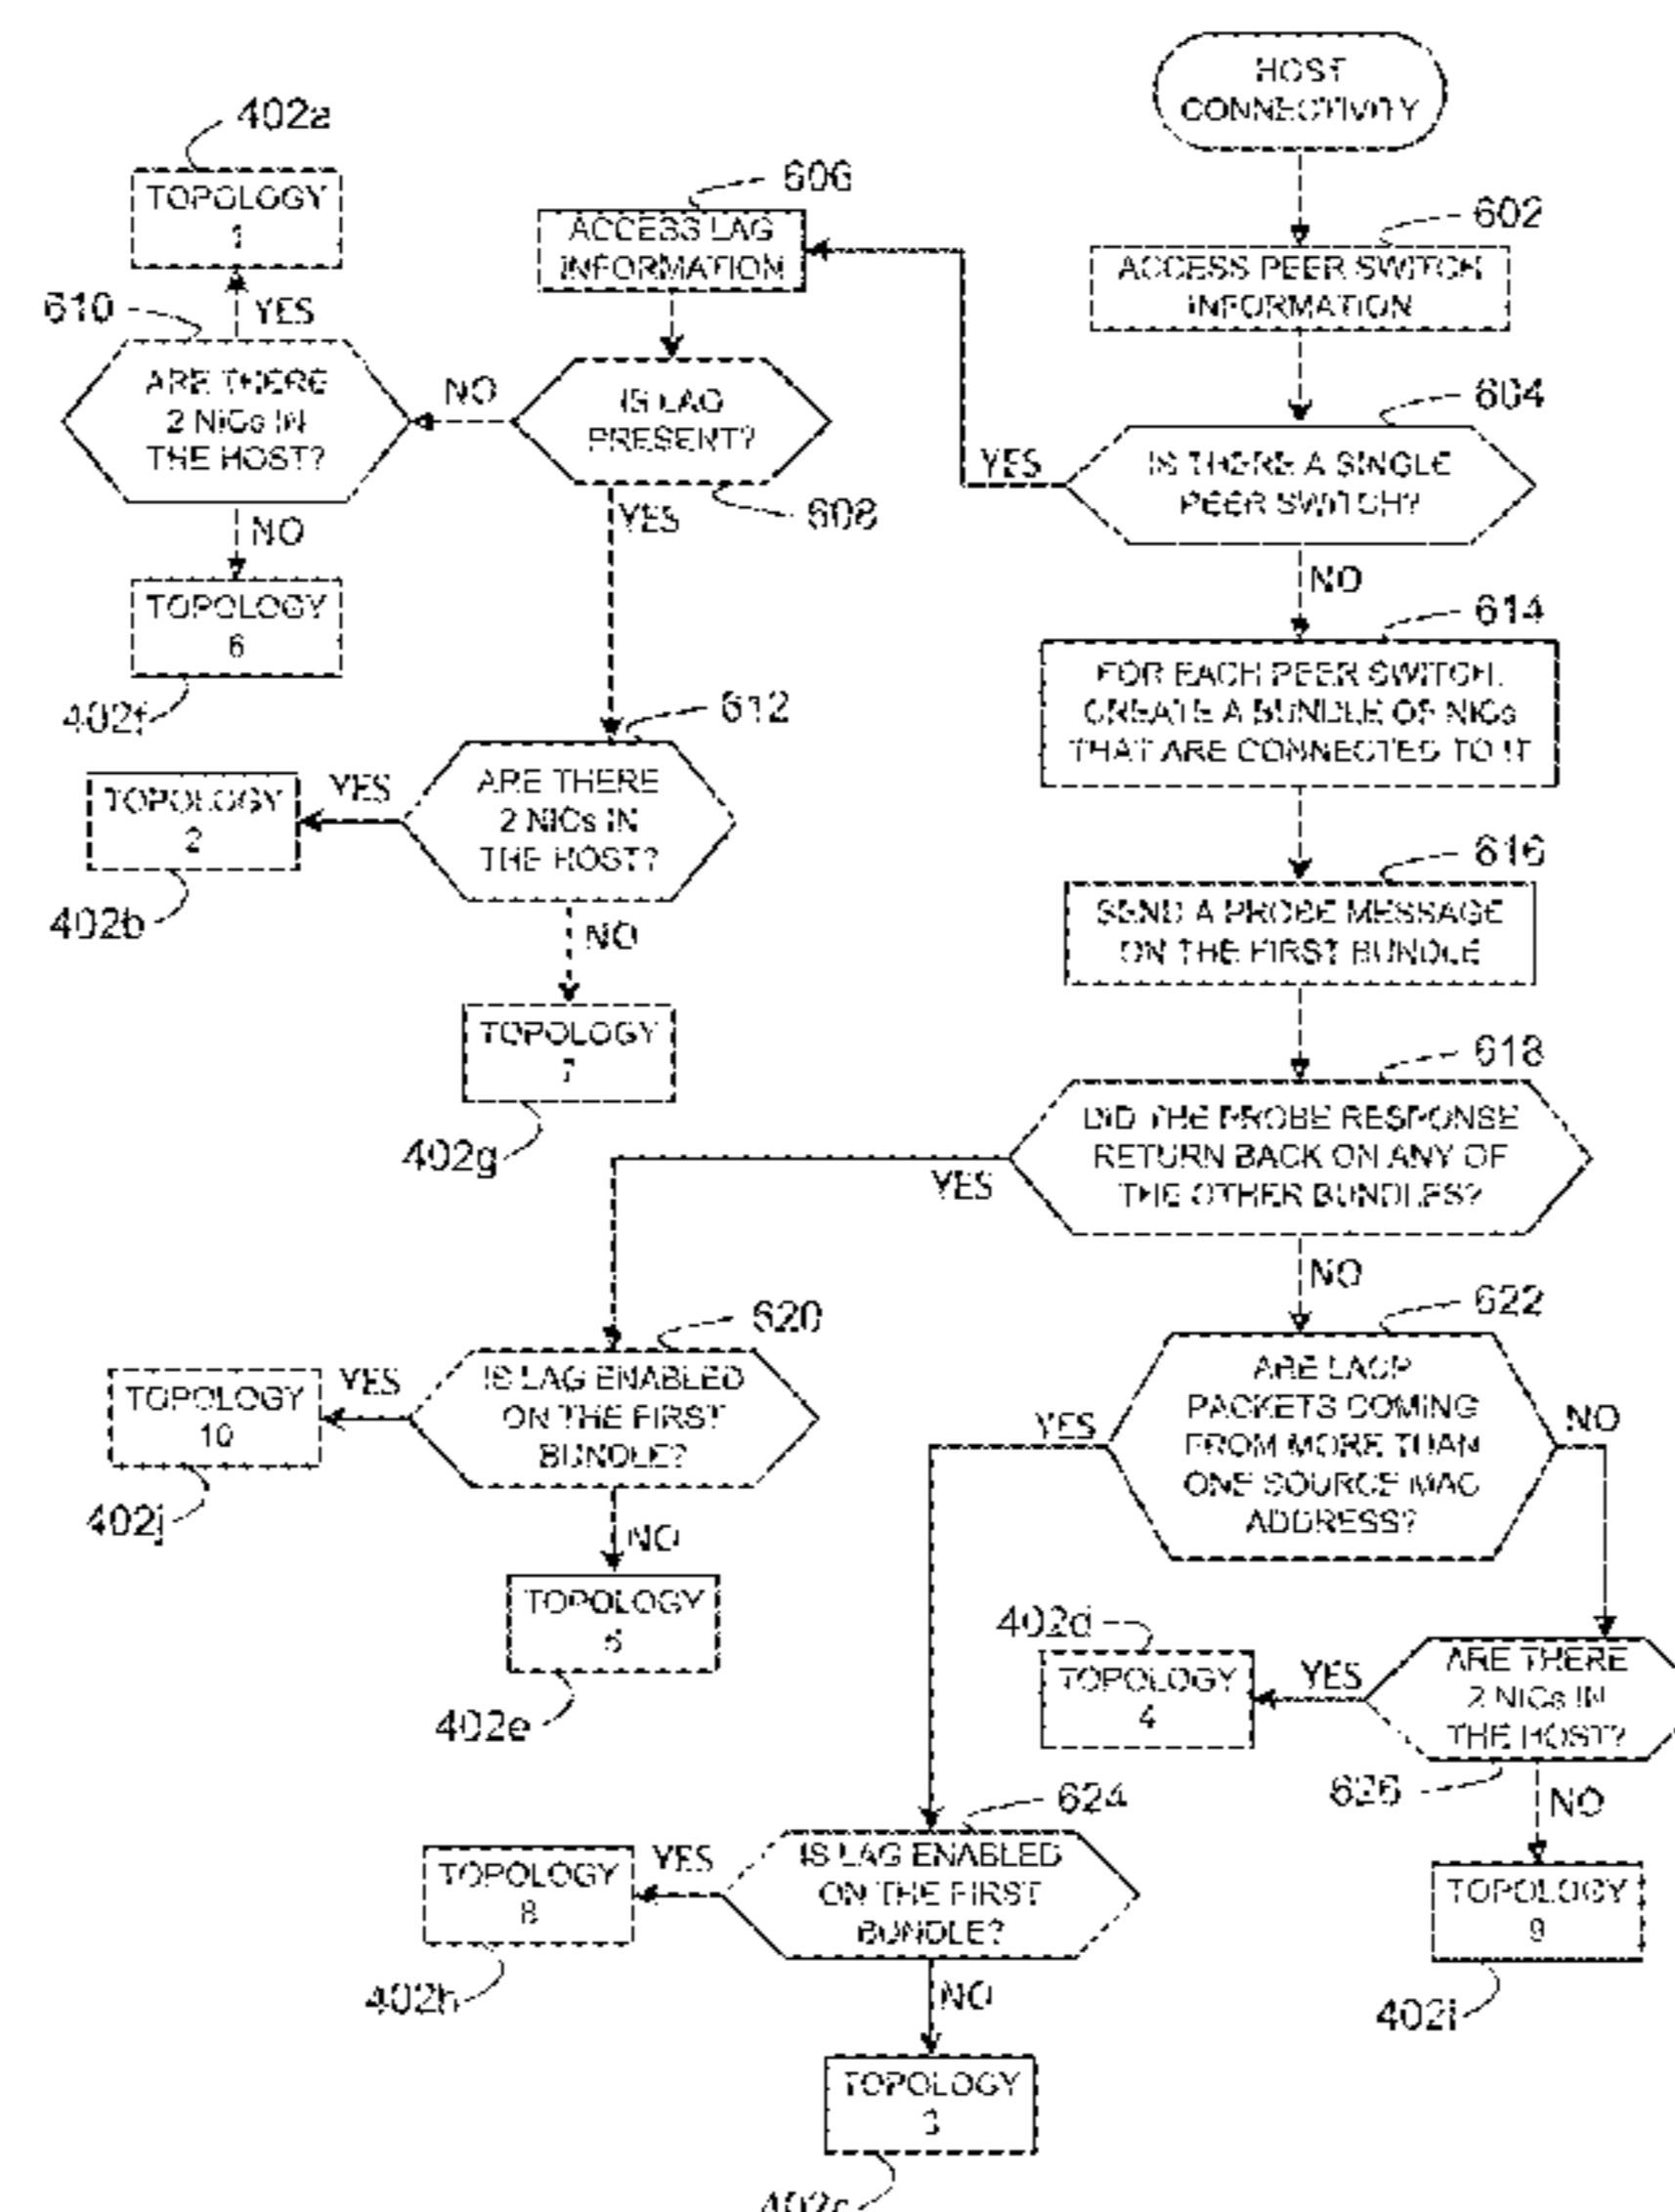 HOST
CONNECTIVITY
602
ACCESS PEER SWITCH
INFORMATION
604
IS THERE A SINGLE
PEER SWITCH?
YES
NO
606
ACCESS LAG
INFORMATION
IS LAG
PRESENT?
608
NO
YES
402a
TOPOLOGY
1
610
YES
ARE THERE
2 NICs IN
THE HOST?
NO
TOPOLOGY
6
402f
612
ARE THERE
2 NICs IN
THE HOST?
YES
TOPOLOGY
2
402b
NO
TOPOLOGY
7
402g
614
FOR EACH PEER SWITCH,
CREATE A BUNDLE OF NICs
THAT ARE CONNECTED TO IT
616
SEND A PROBE MESSAGE
ON THE FIRST BUNDLE
618
DID THE PROBE RESPONSE
RETURN BACK ON ANY OF
THE OTHER BUNDLES?
YES
NO
620
IS LAG ENABLED
ON THE FIRST
BUNDLE?
YES
TOPOLOGY
10
402j
NO
TOPOLOGY
5
402e
622
ARE LACP
PACKETS COMING
FROM MORE THAN
ONE SOURCE MAC
ADDRESS?
YES
NO
402d
TOPOLOGY
4
YES
ARE THERE
2 NICs IN
THE HOST?
626
NO
TOPOLOGY
9
402i
624
IS LAG ENABLED
ON THE FIRST
BUNDLE?
YES
TOPOLOGY
8
402h
NO
TOPOLOGY
3
402c